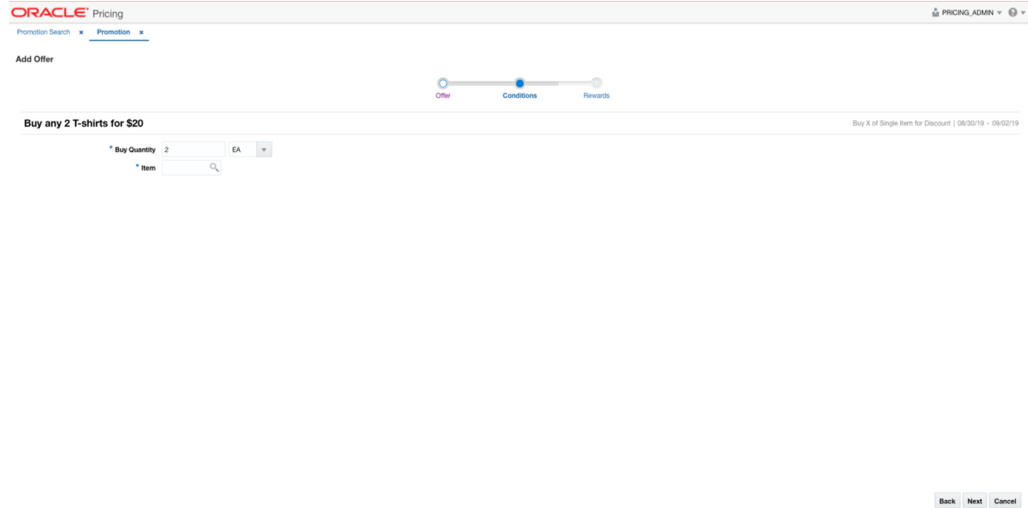 ORACLE Pricing
PRICING_ADMIN
Promotion Search x Promotion x
Add Offer
Offer Conditions Rewards
Buy any 2 T-shirts for $20
Buy X of Single Item for Discount | 08/30/19 - 09/02/19
* Buy Quantity 2 EA
* Item
Back Next Cancel